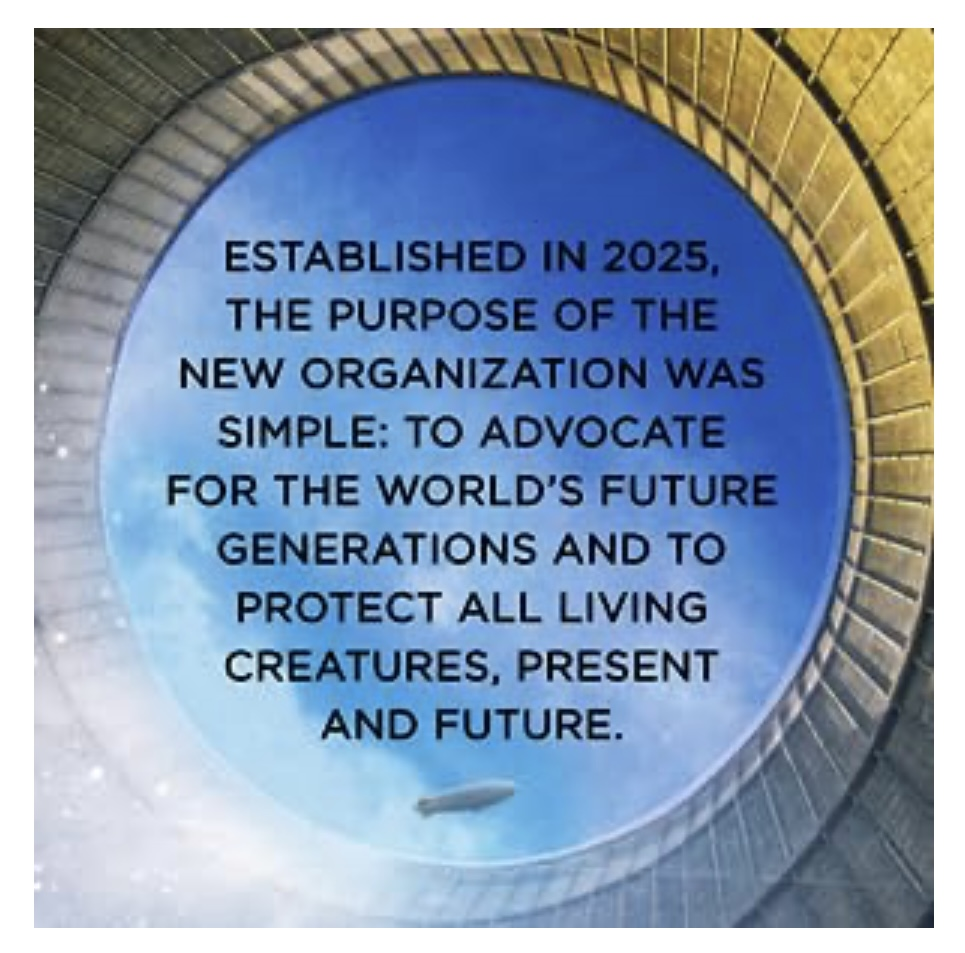 ESTABLISHED IN 2025,
THE PURPOSE OF THE
NEW ORGANIZATION WAS
SIMPLE: TO ADVOCATE
FOR THE WORLD'S FUTURE
GENERATIONS AND TO
PROTECT ALL LIVING
CREATURES, PRESENT
AND FUTURE.